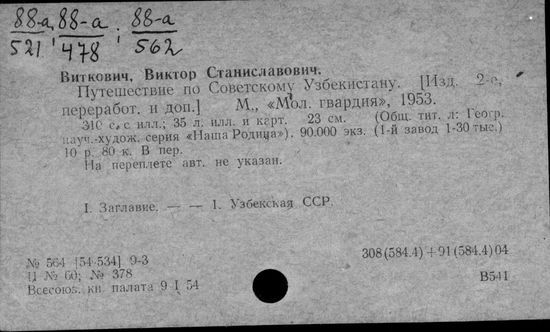 88-а, 88-а. 88-а
521 478 562
Виткович, Виктор Станиславович.
Путешествие по Советскому Узбекистану. [Изд. 2-е,
переработ. и доп.] М., «Мол. гвардия», 1953.
310 с. с илл.; 35 л. илл. и карт. 23 см. (Общ. тит. л: Геогр.
науч.-худож. серия «Наша Родина»). 90.000 экз. (1-й завод 1-30 тыс.)
10 р. 80 к. В пер.
На переплете авт. не указан.
I. Заглавие. — — 1. Узбекская ССР.
№ 564 [54-534] 9-3
Ц № 60; № 378
Всесоюз. кн. палата 9 I 54
308(584.4)+91(584.4)04
В541